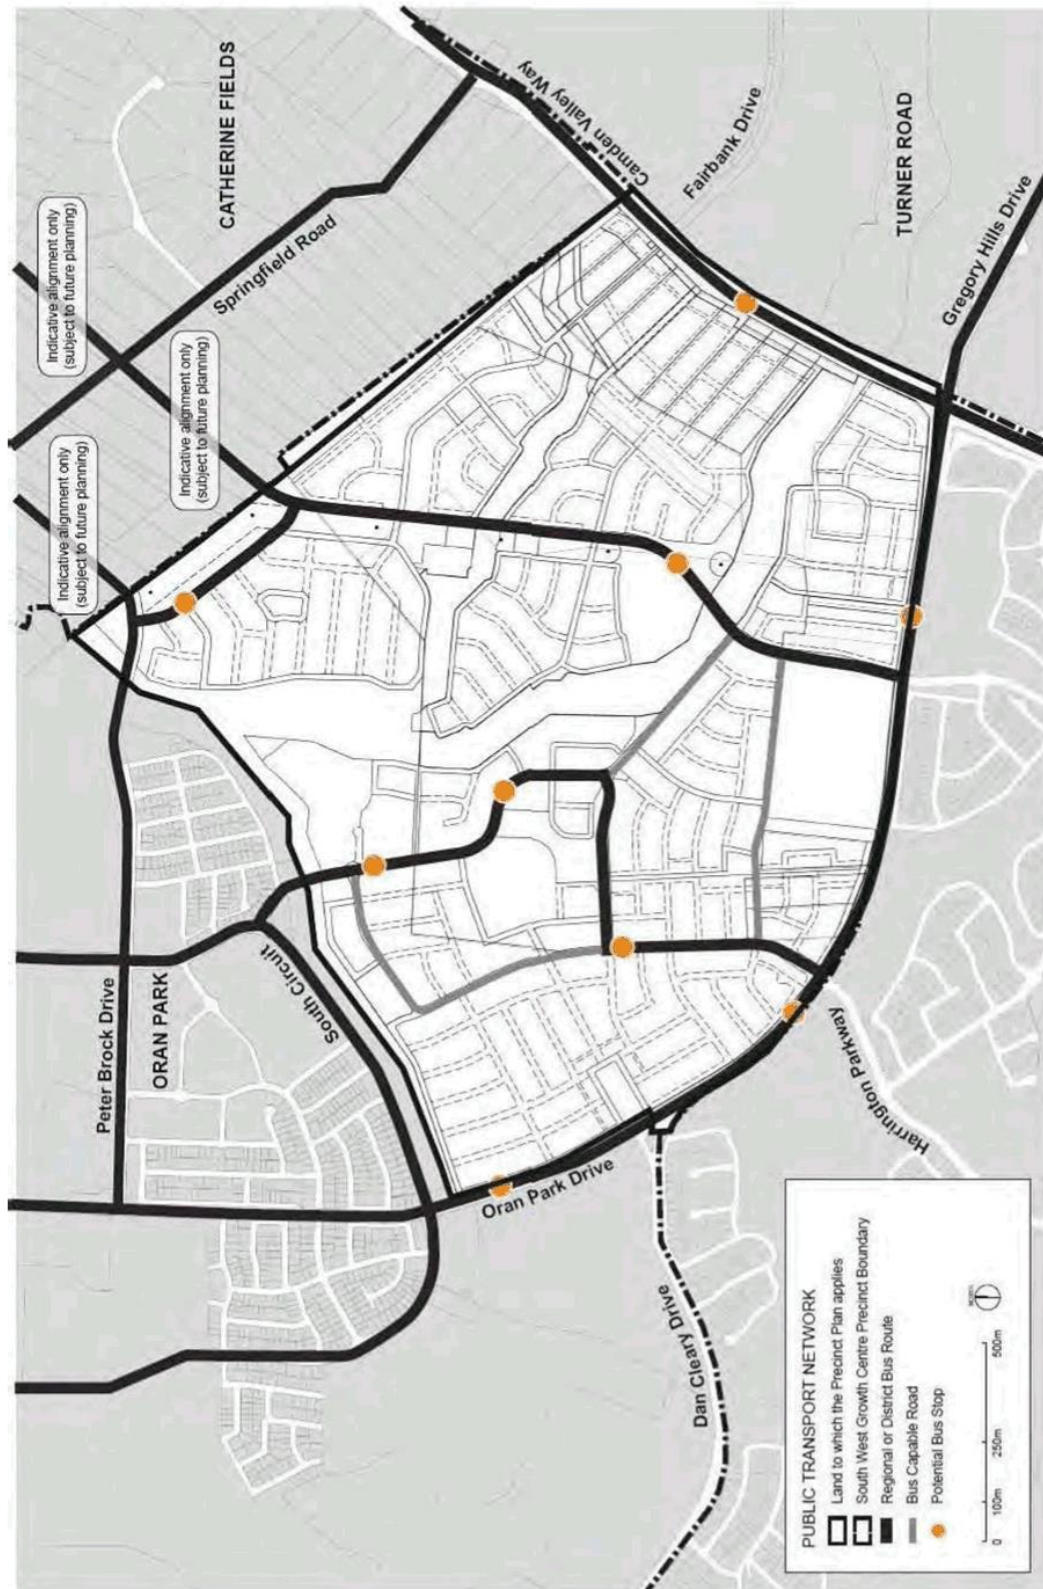 CATHERINE FIELDS
Camden Valley Way
Fairbank Drive
TURNER ROAD
Gregory Hills Drive
Springfield Road
Indicative alignment only
(subject to future planning)
Indicative alignment only
(subject to future planning)
Indicative alignment only
(subject to future planning)
Peter Brock Drive
ORAN PARK
South Circuit
Oran Park Drive
Harrington Parkway
Dan Cleary Drive
PUBLIC TRANSPORT NETWORK
Land to which the Precinct Plan applies
South West Growth Centre Precinct Boundary
Regional or District Bus Route
Bus Capable Road
Potential Bus Stop
0 100m 250m 500m
NORTH